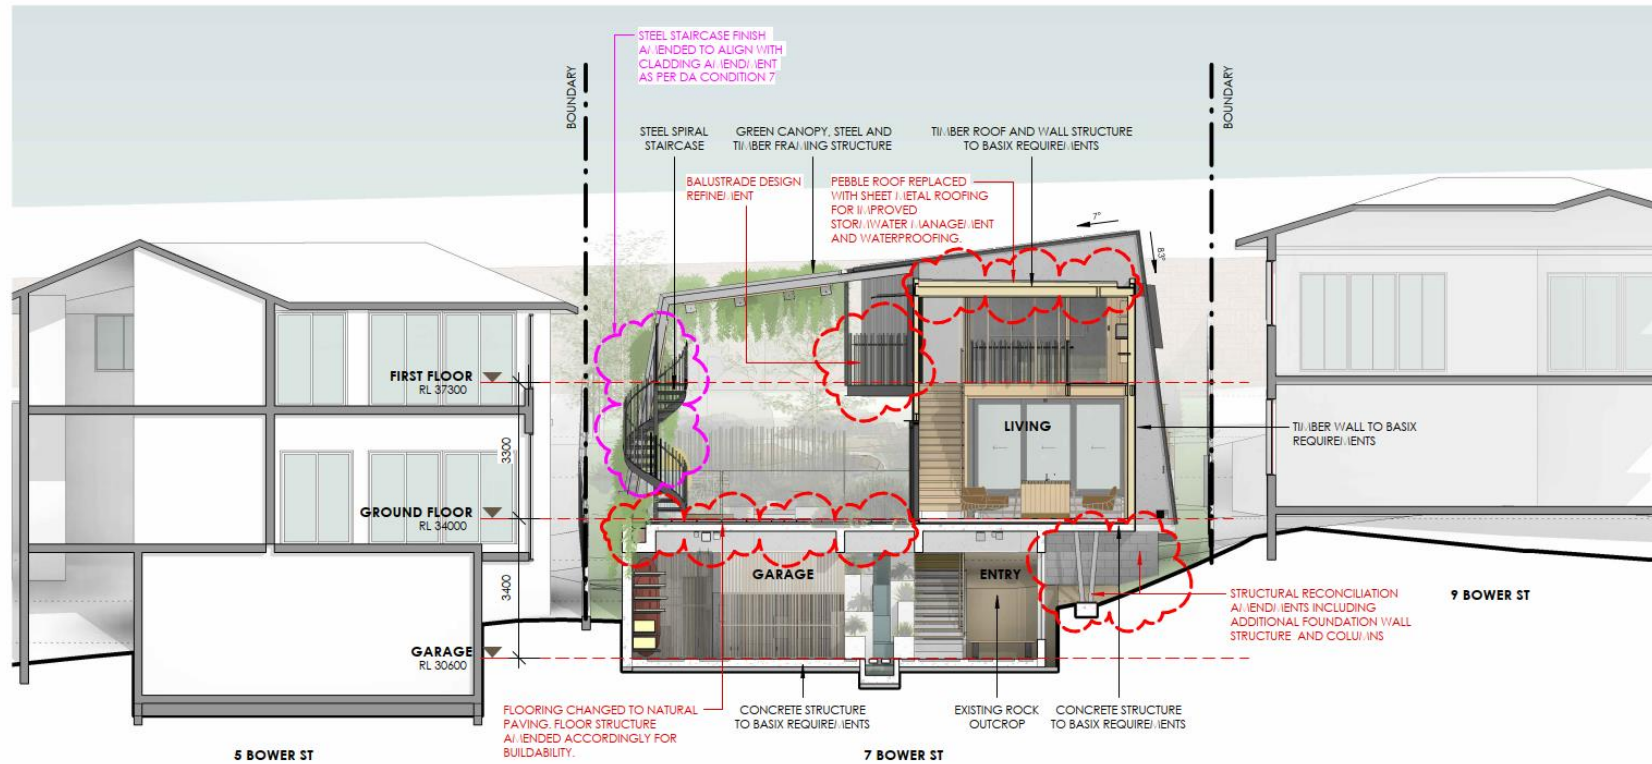 STEEL STAIRCASE FINISH
AMENDED TO ALIGN WITH
CLADDING AMENDMENT
AS PER DA CONDITION 7
BOUNDARY
BOUNDARY
STEEL SPIRAL
STAIRCASE
GREEN CANOPY, STEEL AND
TIMBER FRAMING STRUCTURE
TIMBER ROOF AND WALL STRUCTURE
TO BASIX REQUIREMENTS
BALUSTRADE DESIGN
REFINEMENT
PEBBLE ROOF REPLACED
WITH SHEET METAL ROOFING
FOR IMPROVED
STORMWATER MANAGEMENT
AND WATERPROOFING.
7°
83°
FIRST FLOOR
RL 37300
3300
LIVING
TIMBER WALL TO BASIX
REQUIREMENTS
GROUND FLOOR
RL 34000
3400
GARAGE
ENTRY
STRUCTURAL RECONCILIATION
AMENDMENTS INCLUDING
ADDITIONAL FOUNDATION WALL
STRUCTURE AND COLUMNS
9 BOWER ST
GARAGE
RL 30600
FLOORING CHANGED TO NATURAL
PAVING. FLOOR STRUCTURE
AMENDED ACCORDINGLY FOR
BUILDABILITY.
CONCRETE STRUCTURE
TO BASIX REQUIREMENTS
EXISTING ROCK
OUTCROP
CONCRETE STRUCTURE
TO BASIX REQUIREMENTS
5 BOWER ST
7 BOWER ST